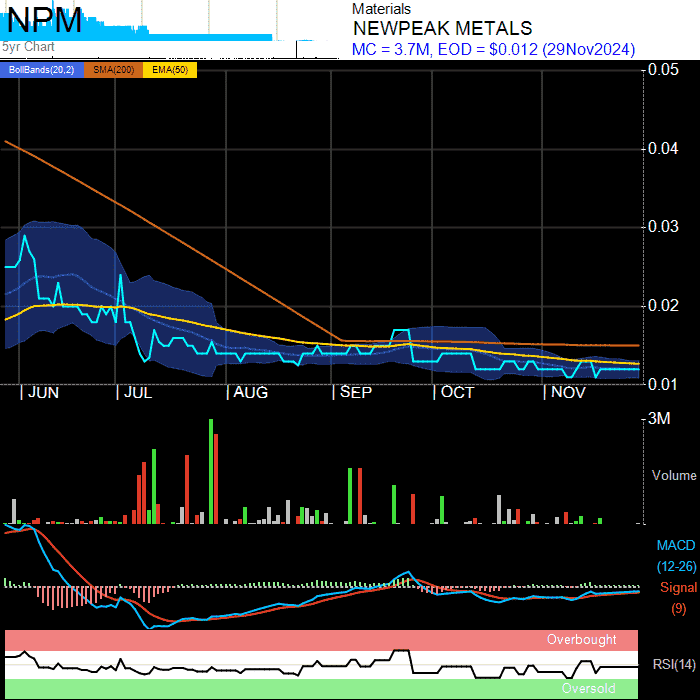 NPM
5yr Chart
Materials
NEWPEAK METALS
MC = 3.7M, EOD = $0.012 (29Nov2024)
BollBands(20,2) SMA(200) EMA(50)
0.05
0.04
0.03
0.02
0.01
| JUN | JUL | AUG | SEP | OCT | NOV
3M
Volume
MACD
(12-26)
Signal
(9)
Overbought
RSI(14)
Oversold